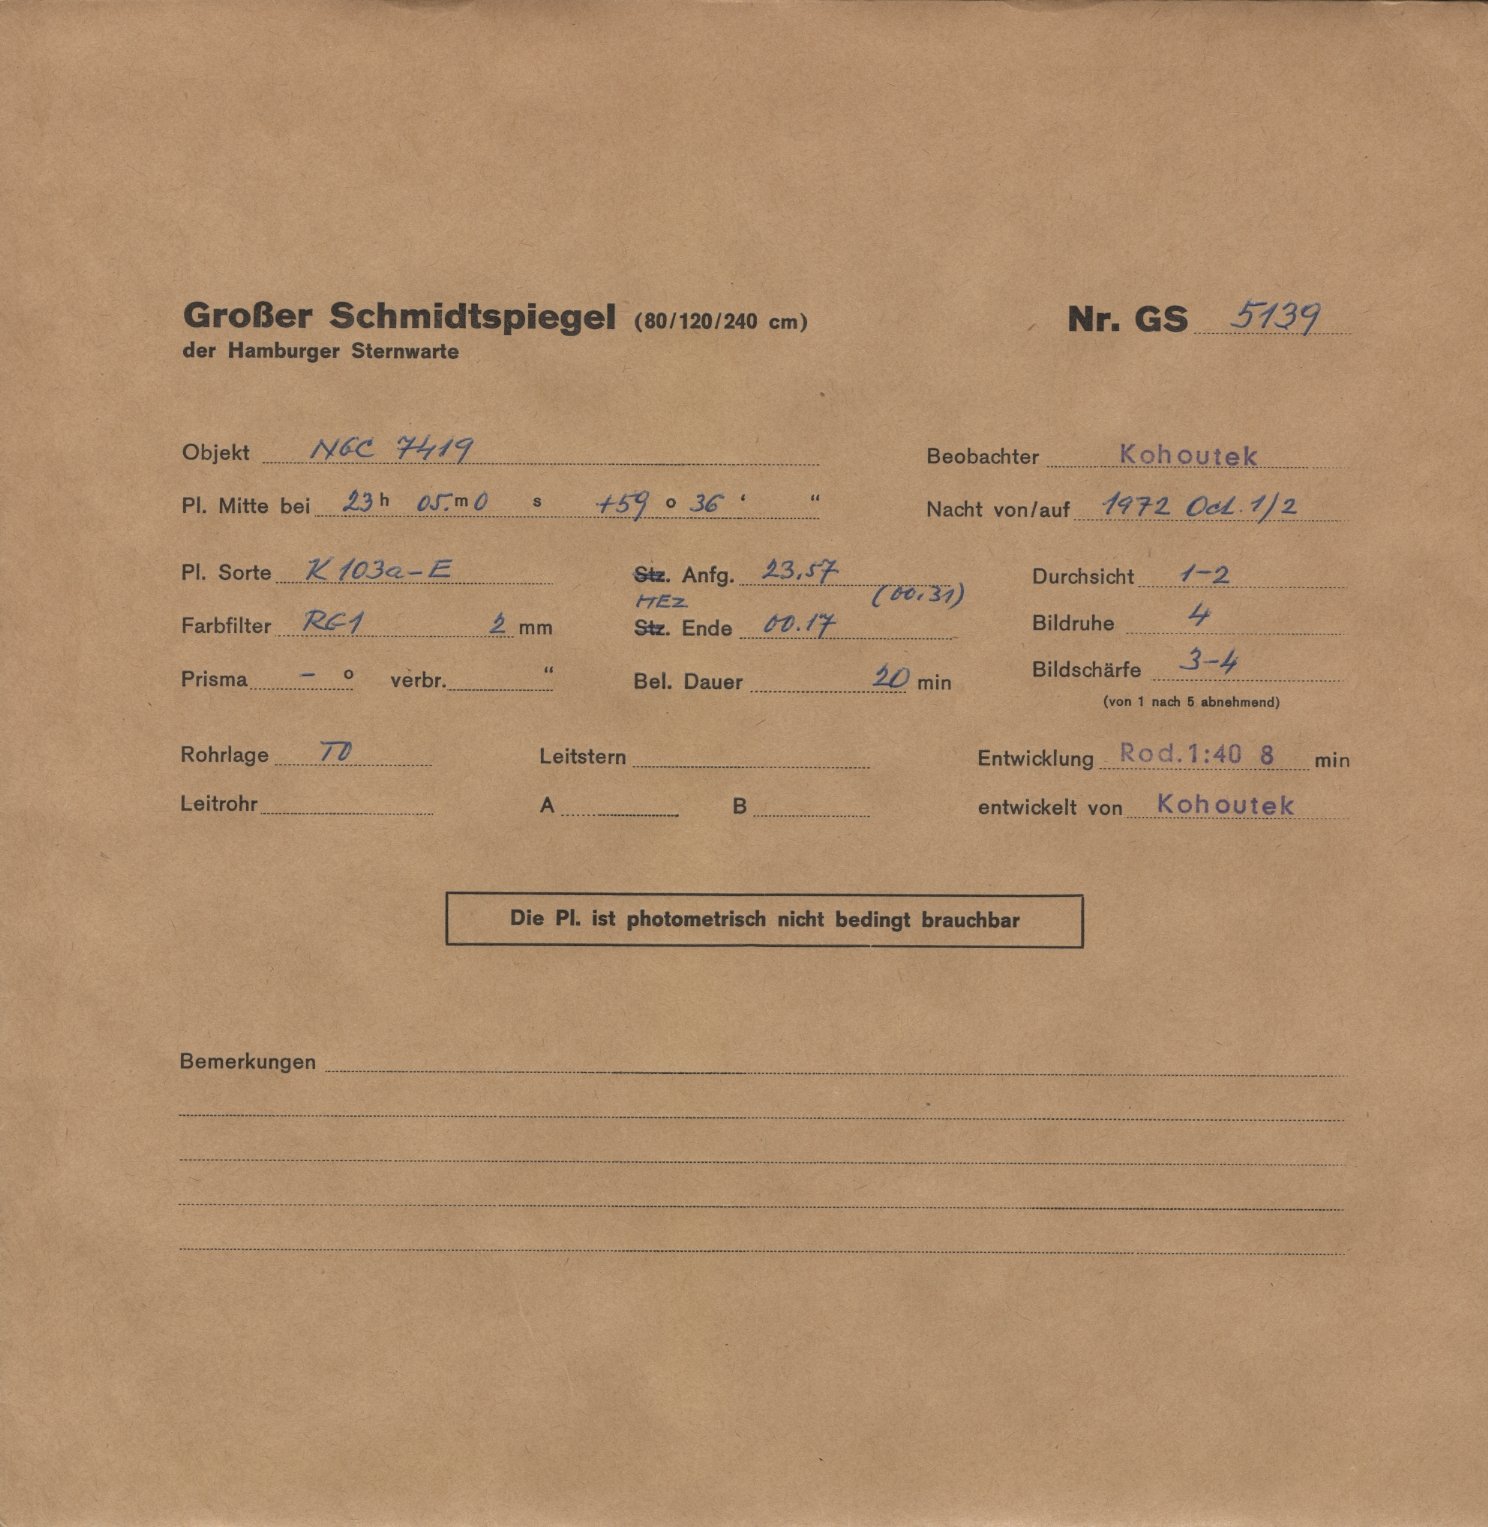 Großer Schmidtspiegel (80/120/240 cm) Nr. GS 5139
der Hamburger Sternwarte
Objekt NGC 7419 Beobachter Kohoutek
Pl. Mitte bei 23 h 05. m 0 s +59 o 36 ‘ “ Nacht von/auf 1972 Oct. 1/2
Pl. Sorte K 103a-E Stz. Anfg. 23.57 Durchsicht 1-2
MEZ (00.31)
Farbfilter RG1 2 mm Stz. Ende 00.17 Bildruhe 4
Prisma - o verbr. “ Bel. Dauer 20 min Bildschärfe 3-4
(von 1 nach 5 abnehmend)
Rohrlage TO Leitstern Entwicklung Rod.1:40 8 min
Leitrohr A B entwickelt von Kohoutek
Die Pl. ist photometrisch nicht bedingt brauchbar
Bemerkungen